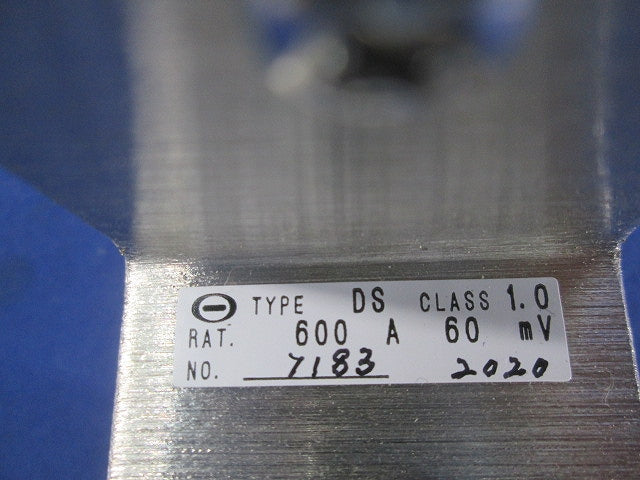 TYPE DS CLASS 1.0
RAT. 600 A 60 mV
NO. 7183 2020